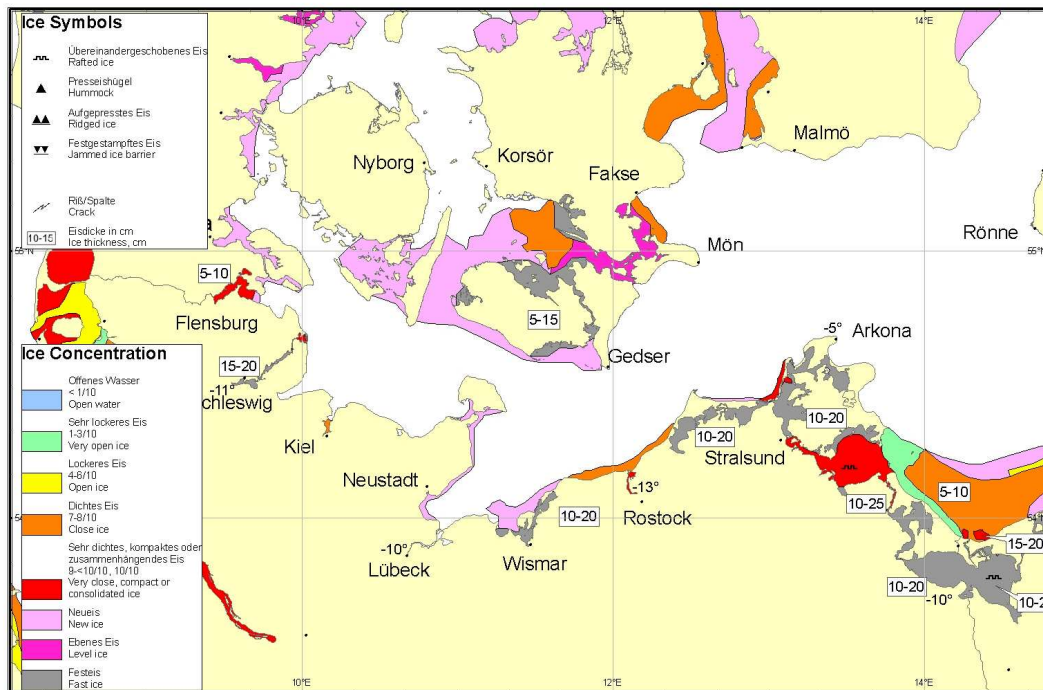 Ice Symbols
Übereinandergeschobenes Eis
Rafted ice
Presseishügel
Hummock
Aufgepresstes Eis
Ridged ice
Festgestampftes Eis
Jammed ice barrier
Riß/Spalte
Crack
10-15
Eisdicke in cm
Ice thickness, cm
Ice Concentration
Offenes Wasser
< 1/10
Open water
Sehr lockeres Eis
1-3/10
Very open ice
Lockeres Eis
4-6/10
Open ice
Dichtes Eis
7-8/10
Close ice
Sehr dichtes, kompaktes oder
zusammenhängendes Eis
9-<10/10, 10/10
Very close, compact or
consolidated ice
Neueis
New ice
Ebenes Eis
Level ice
Festeis
Fast ice
10°E
12°E
14°E
Malmö
Nyborg
Korsör
Fakse
Mön
Rönne
55°N
55°N
5-10
Flensburg
5-15
Gedser
-5°
Arkona
15-20
-11°
chleswig
Kiel
10-20
10-20
Stralsund
Neustadt
-13°
Rostock
10-20
10-25
5-10
54°N
15-20
Wismar
-10°
Lübeck
10-20
-10°
10-2
10°E
12°E
14°E